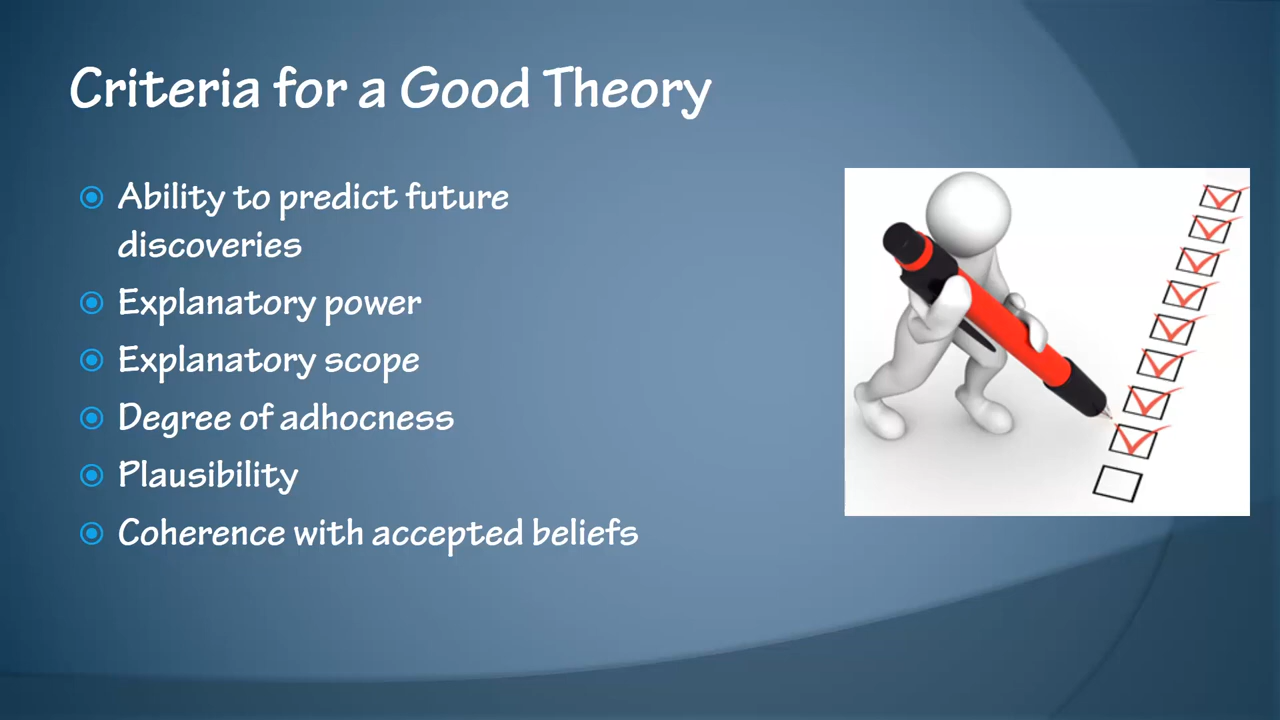 Criteria for a Good Theory
Ability to predict future
discoveries
Explanatory power
Explanatory scope
Degree of adhocness
Plausibility
Coherence with accepted beliefs